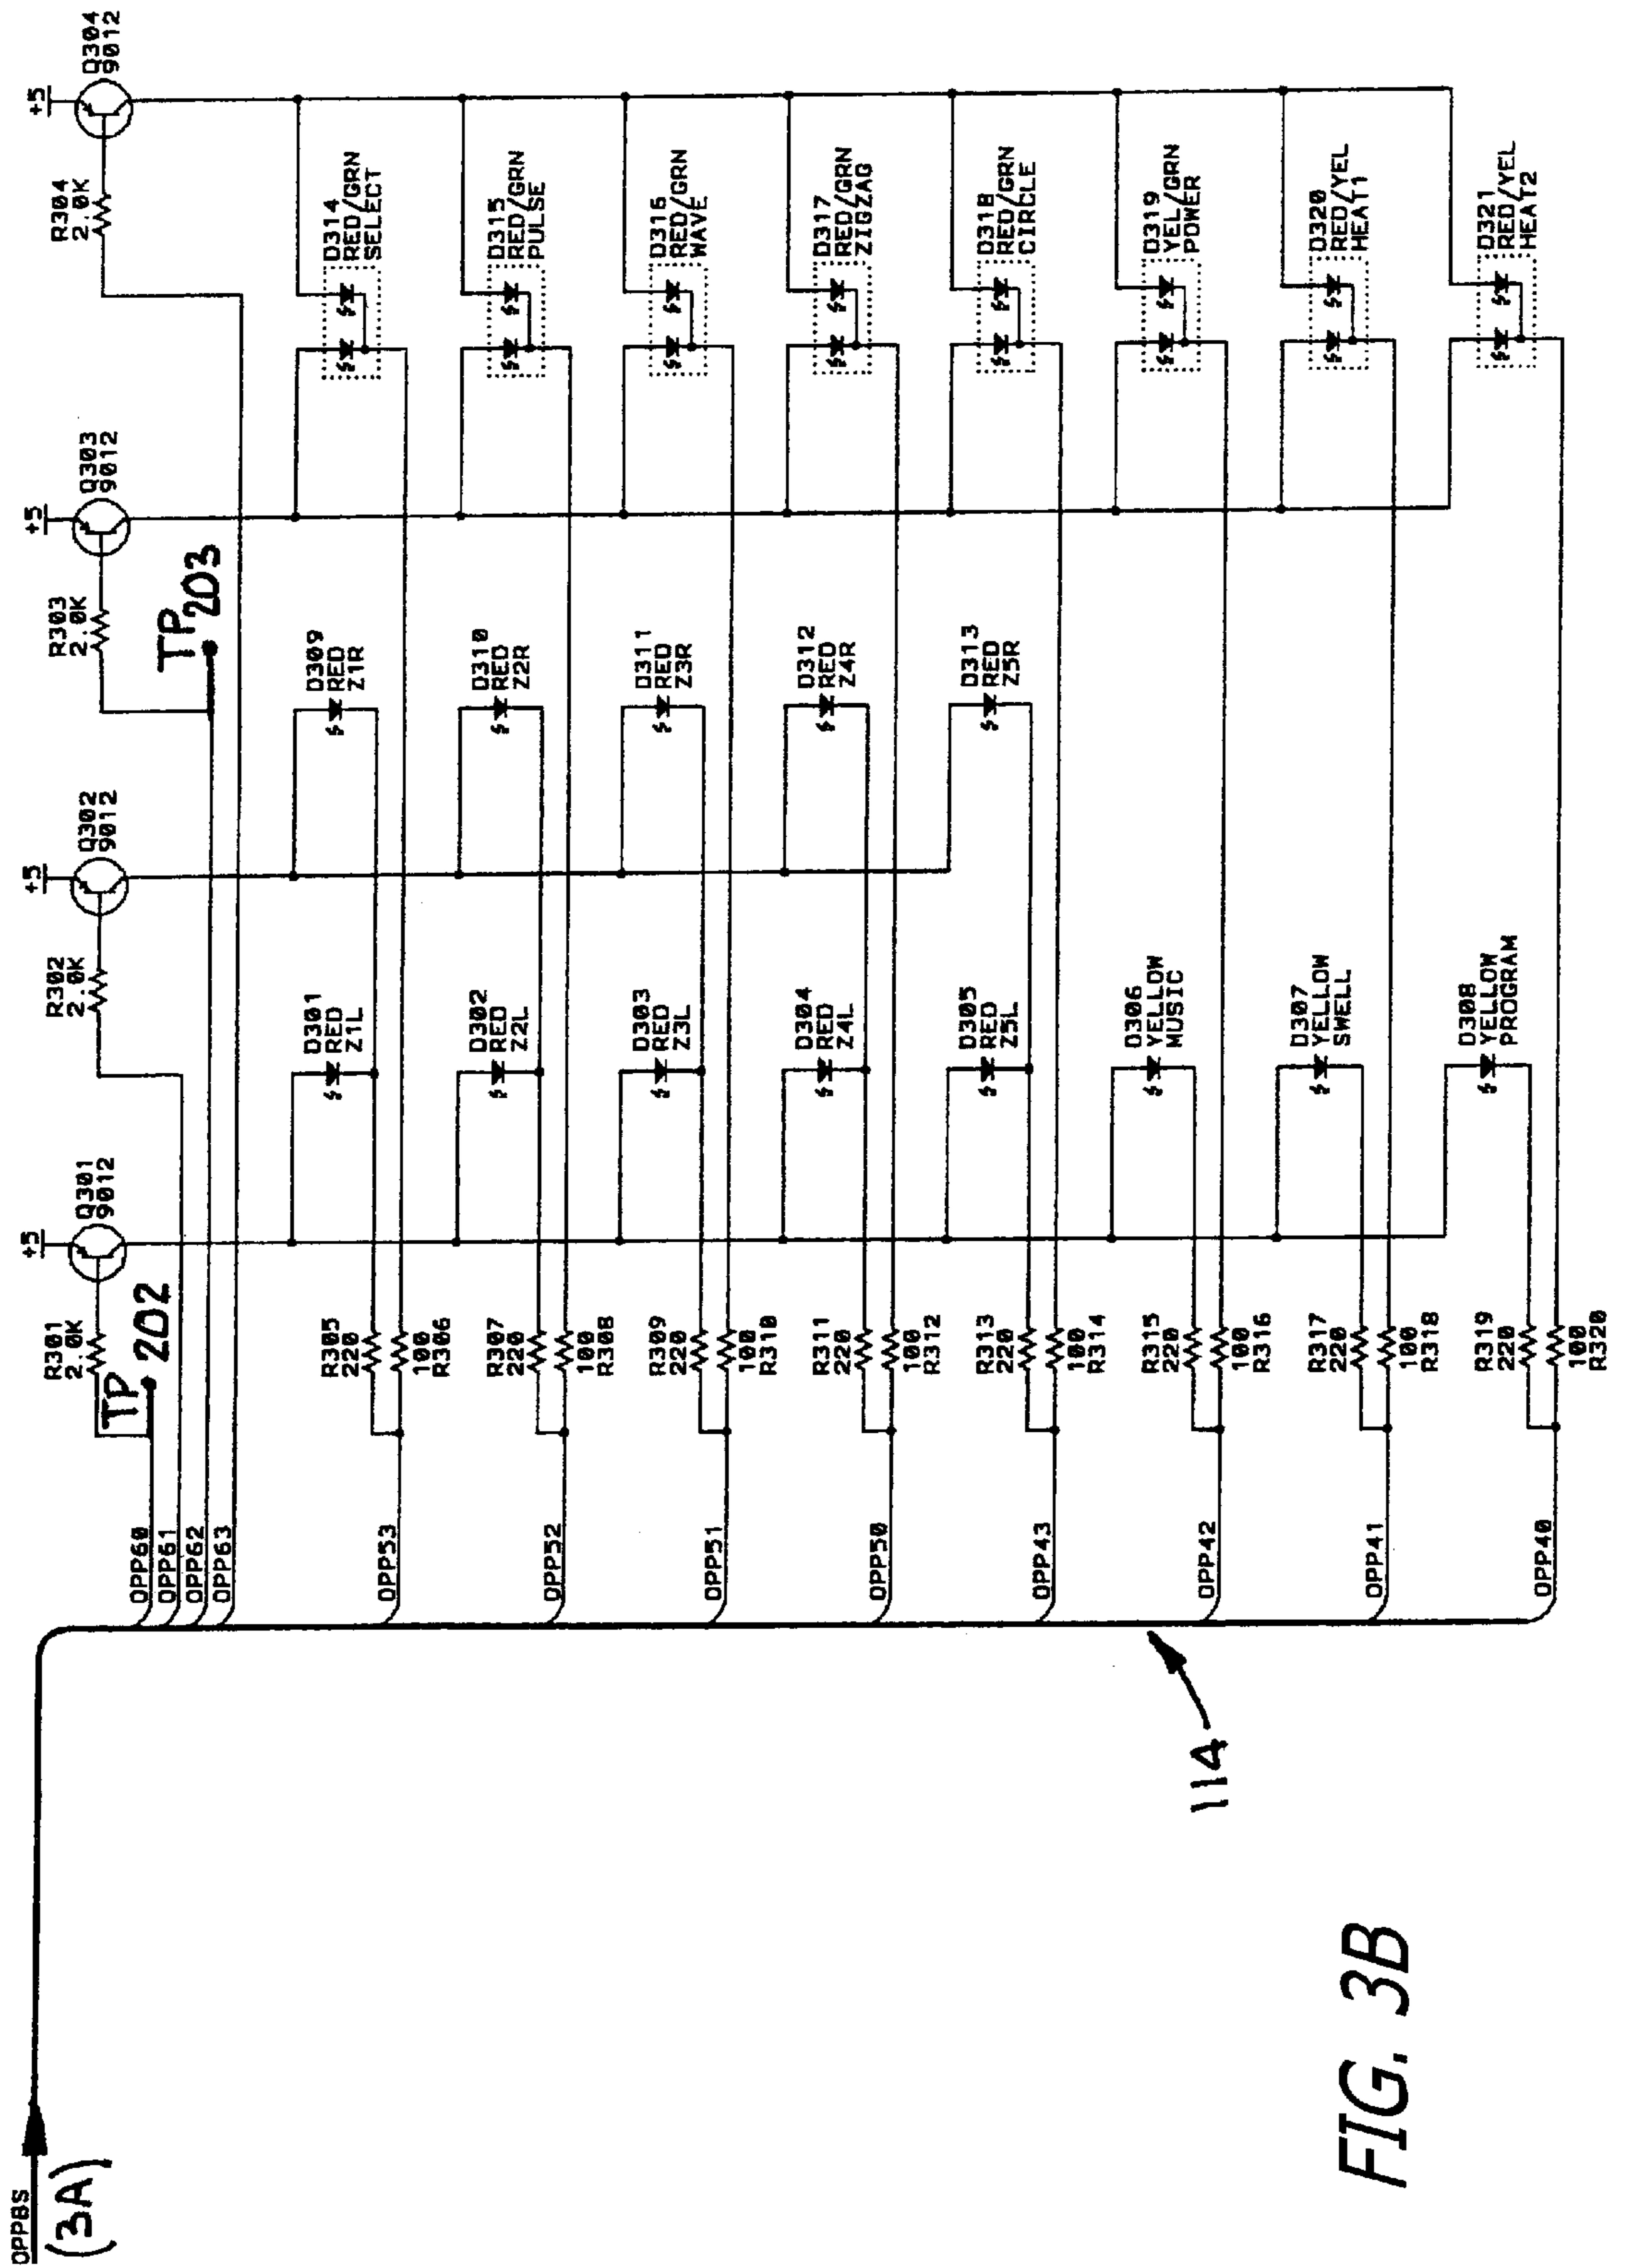 OPPBS
(3A)
+5
Q301
9012
R301
2.0K
TP 202
+5
Q302
9012
R302
2.0K
+5
Q303
9012
R303
2.0K
TP 203
+5
Q304
9012
R304
2.0K
OPP60
OPP61
OPP62
OPP63
OPP53
R305
220
100
R306
D301
RED
Z1L
D309
RED
Z1R
D314
RED/GRN
SELECT
OPP52
R307
220
100
R308
D302
RED
Z2L
D310
RED
Z2R
D315
RED/GRN
PULSE
OPP51
R309
220
100
R310
D303
RED
Z3L
D311
RED
Z3R
D316
RED/GRN
WAVE
OPP50
R311
220
100
R312
D304
RED
Z4L
D312
RED
Z4R
D317
RED/GRN
ZIGZAG
OPP43
R313
220
100
R314
D305
RED
Z5L
D313
RED
Z5R
D318
RED/GRN
CIRCLE
OPP42
R315
220
100
R316
D306
YELLOW
MUSIC
D319
YEL/GRN
POWER
OPP41
R317
220
100
R318
D307
YELLOW
SWELL
D320
RED/YEL
HEAT1
OPP40
R319
220
100
R320
D308
YELLOW
PROGRAM
D321
RED/YEL
HEAT2
114
FIG. 3B